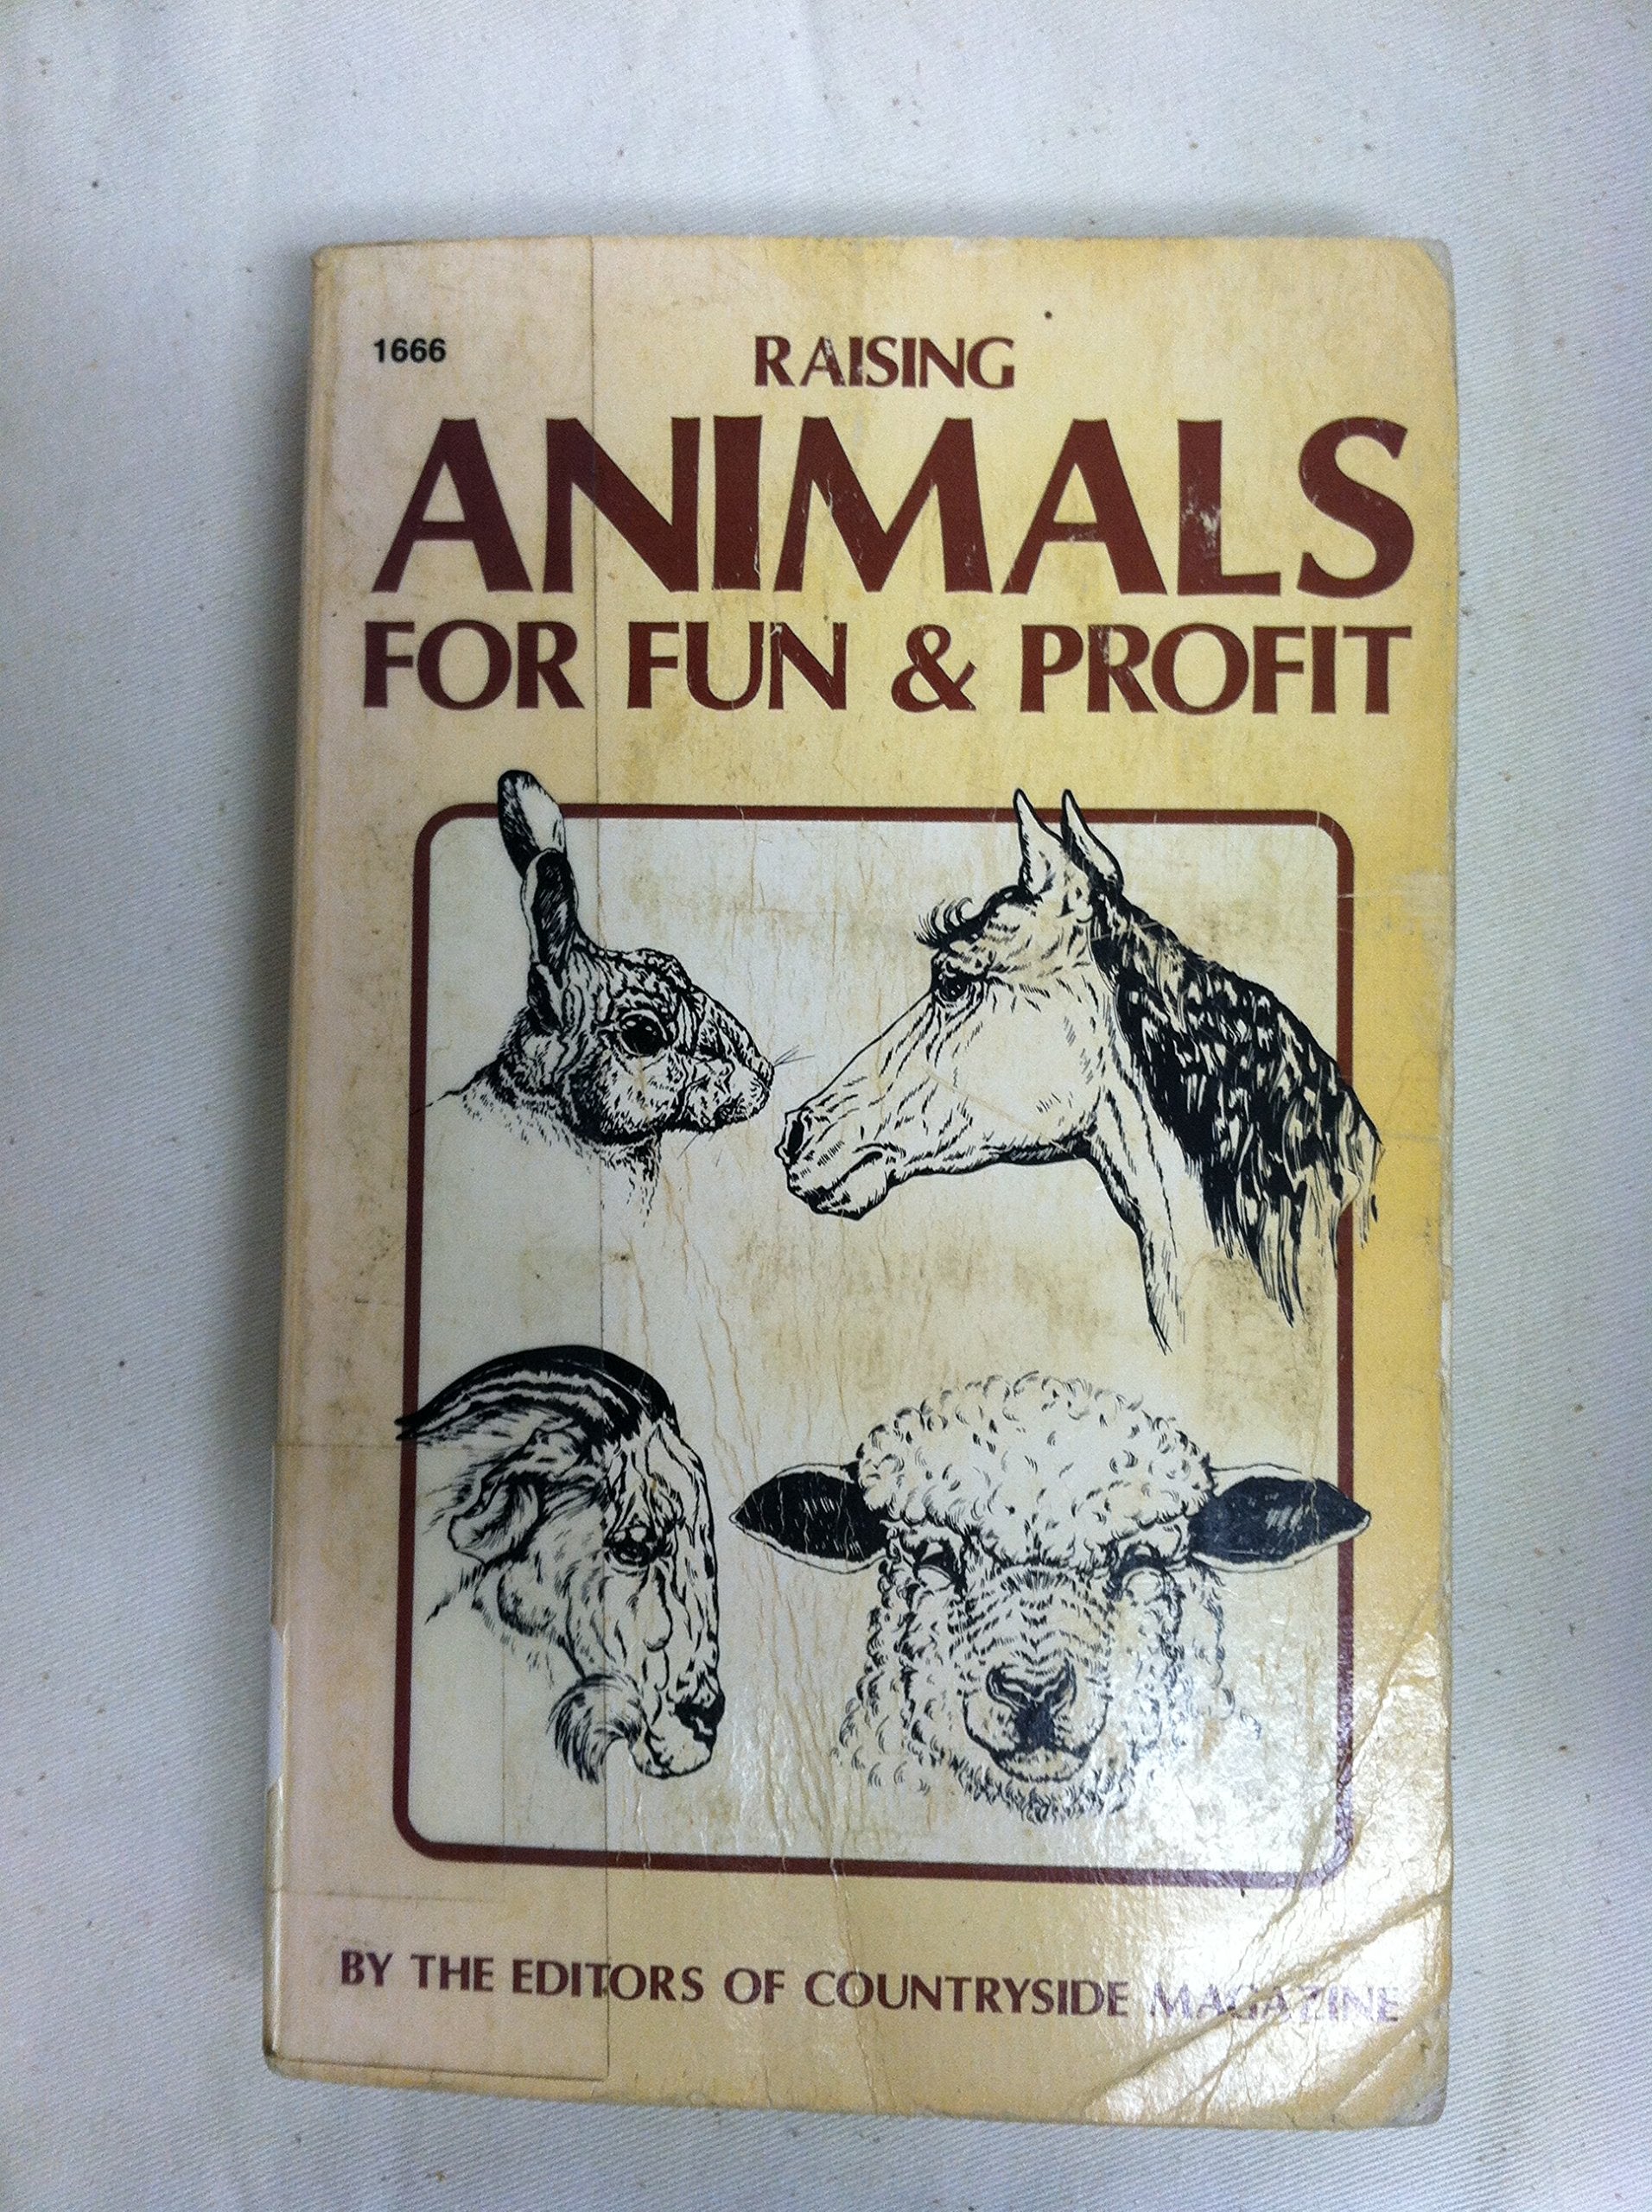 1666
RAISING
ANIMALS
FOR FUN & PROFIT
BY THE EDITORS OF COUNTRYSIDE MAGAZINE